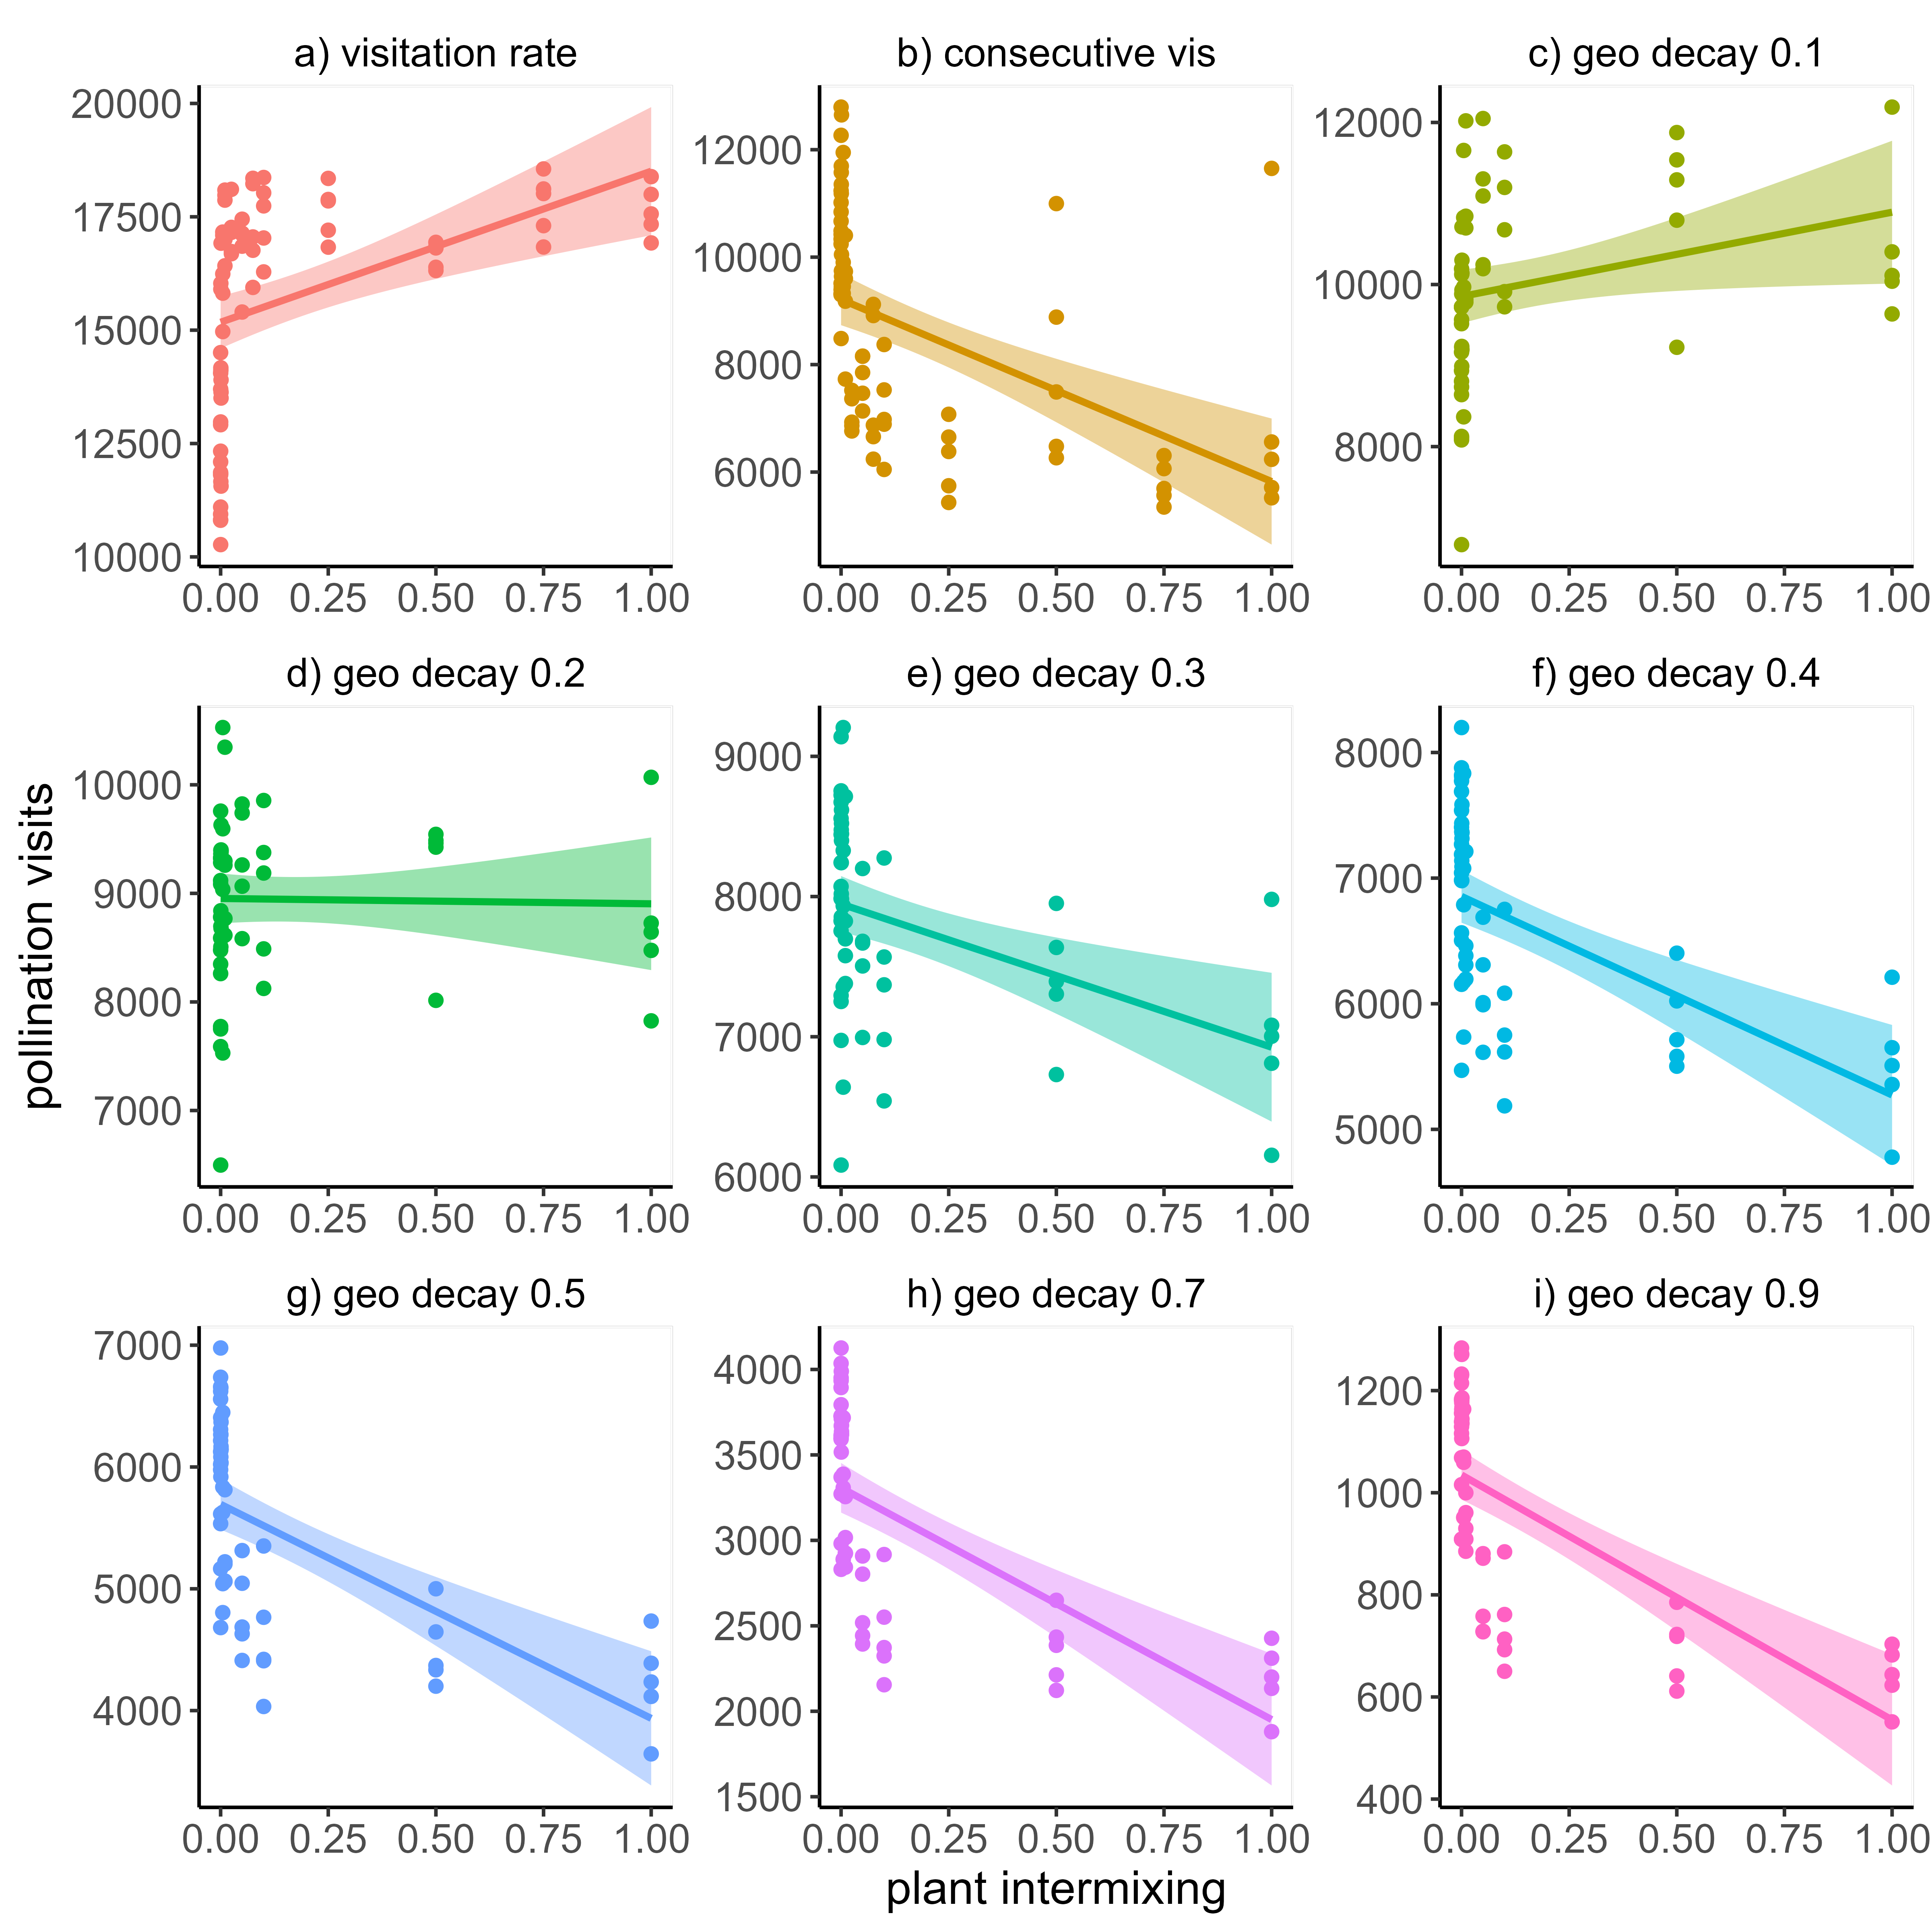 a) visitation rate
20000
17500
15000
12500
10000
0.00 0.25 0.50 0.75 1.00
b) consecutive vis
12000
10000
8000
6000
0.00 0.25 0.50 0.75 1.00
c) geo decay 0.1
12000
10000
8000
0.00 0.25 0.50 0.75 1.00
pollination visits
d) geo decay 0.2
10000
9000
8000
7000
0.00 0.25 0.50 0.75 1.00
e) geo decay 0.3
9000
8000
7000
6000
0.00 0.25 0.50 0.75 1.00
f) geo decay 0.4
8000
7000
6000
5000
0.00 0.25 0.50 0.75 1.00
g) geo decay 0.5
7000
6000
5000
4000
0.00 0.25 0.50 0.75 1.00
h) geo decay 0.7
4000
3500
3000
2500
2000
1500
0.00 0.25 0.50 0.75 1.00
i) geo decay 0.9
1200
1000
800
600
400
0.00 0.25 0.50 0.75 1.00
plant intermixing